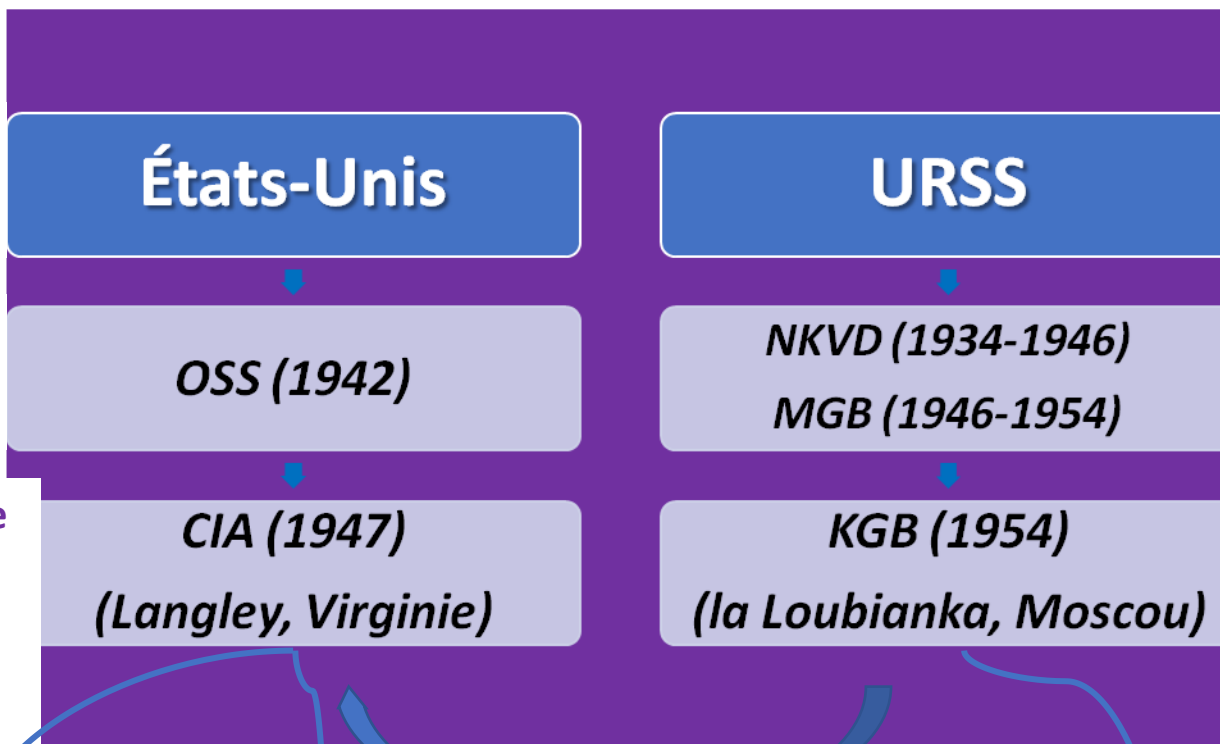 États-Unis
OSS (1942)
CIA (1947)
(Langley, Virginie)
URSS
NKVD (1934-1946)
MGB (1946-1954)
KGB (1954)
(la Loubianka, Moscou)